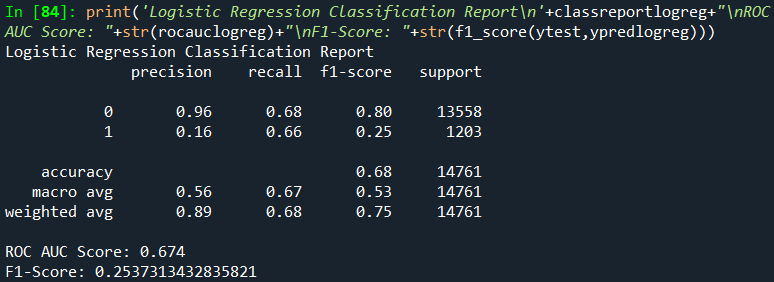 In [84]: print('Logistic Regression Classification Report\n'+classreportlogreg+"\nROC
AUC Score: "+str(rocauclogreg)+"\nF1-Score: "+str(f1_score(ytest,ypredlogreg)))
Logistic Regression Classification Report
precision recall f1-score support
0 0.96 0.68 0.80 13558
1 0.16 0.66 0.25 1203
accuracy 0.68 14761
macro avg 0.56 0.67 0.53 14761
weighted avg 0.89 0.68 0.75 14761
ROC AUC Score: 0.674
F1-Score: 0.2537313432835821